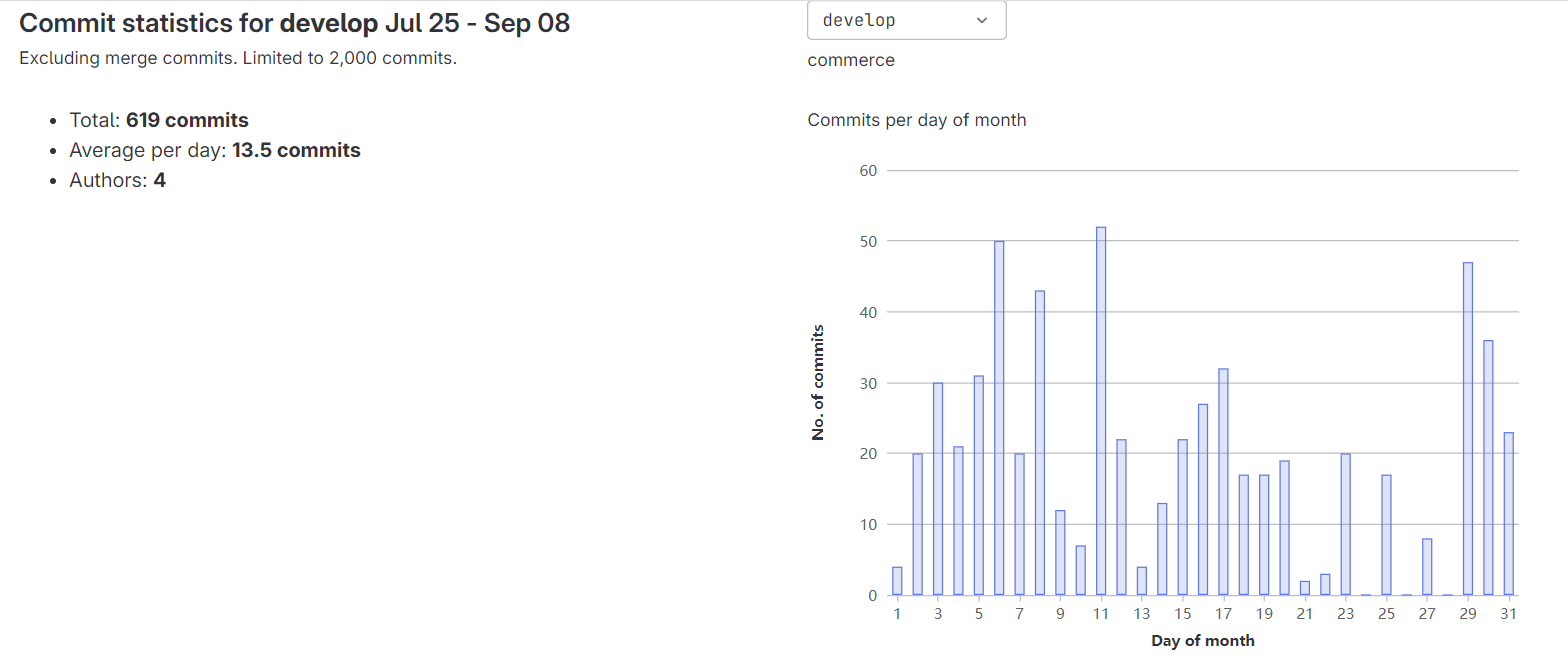 Commit statistics for develop Jul 25 - Sep 08
Excluding merge commits. Limited to 2,000 commits.
Total: 619 commits
Average per day: 13.5 commits
Authors: 4
develop
commerce
Commits per day of month
60
50
40
30
20
10
0
No. of commits
1 3 5 7 9 11 13 15 17 19 21 23 25 27 29 31
Day of month